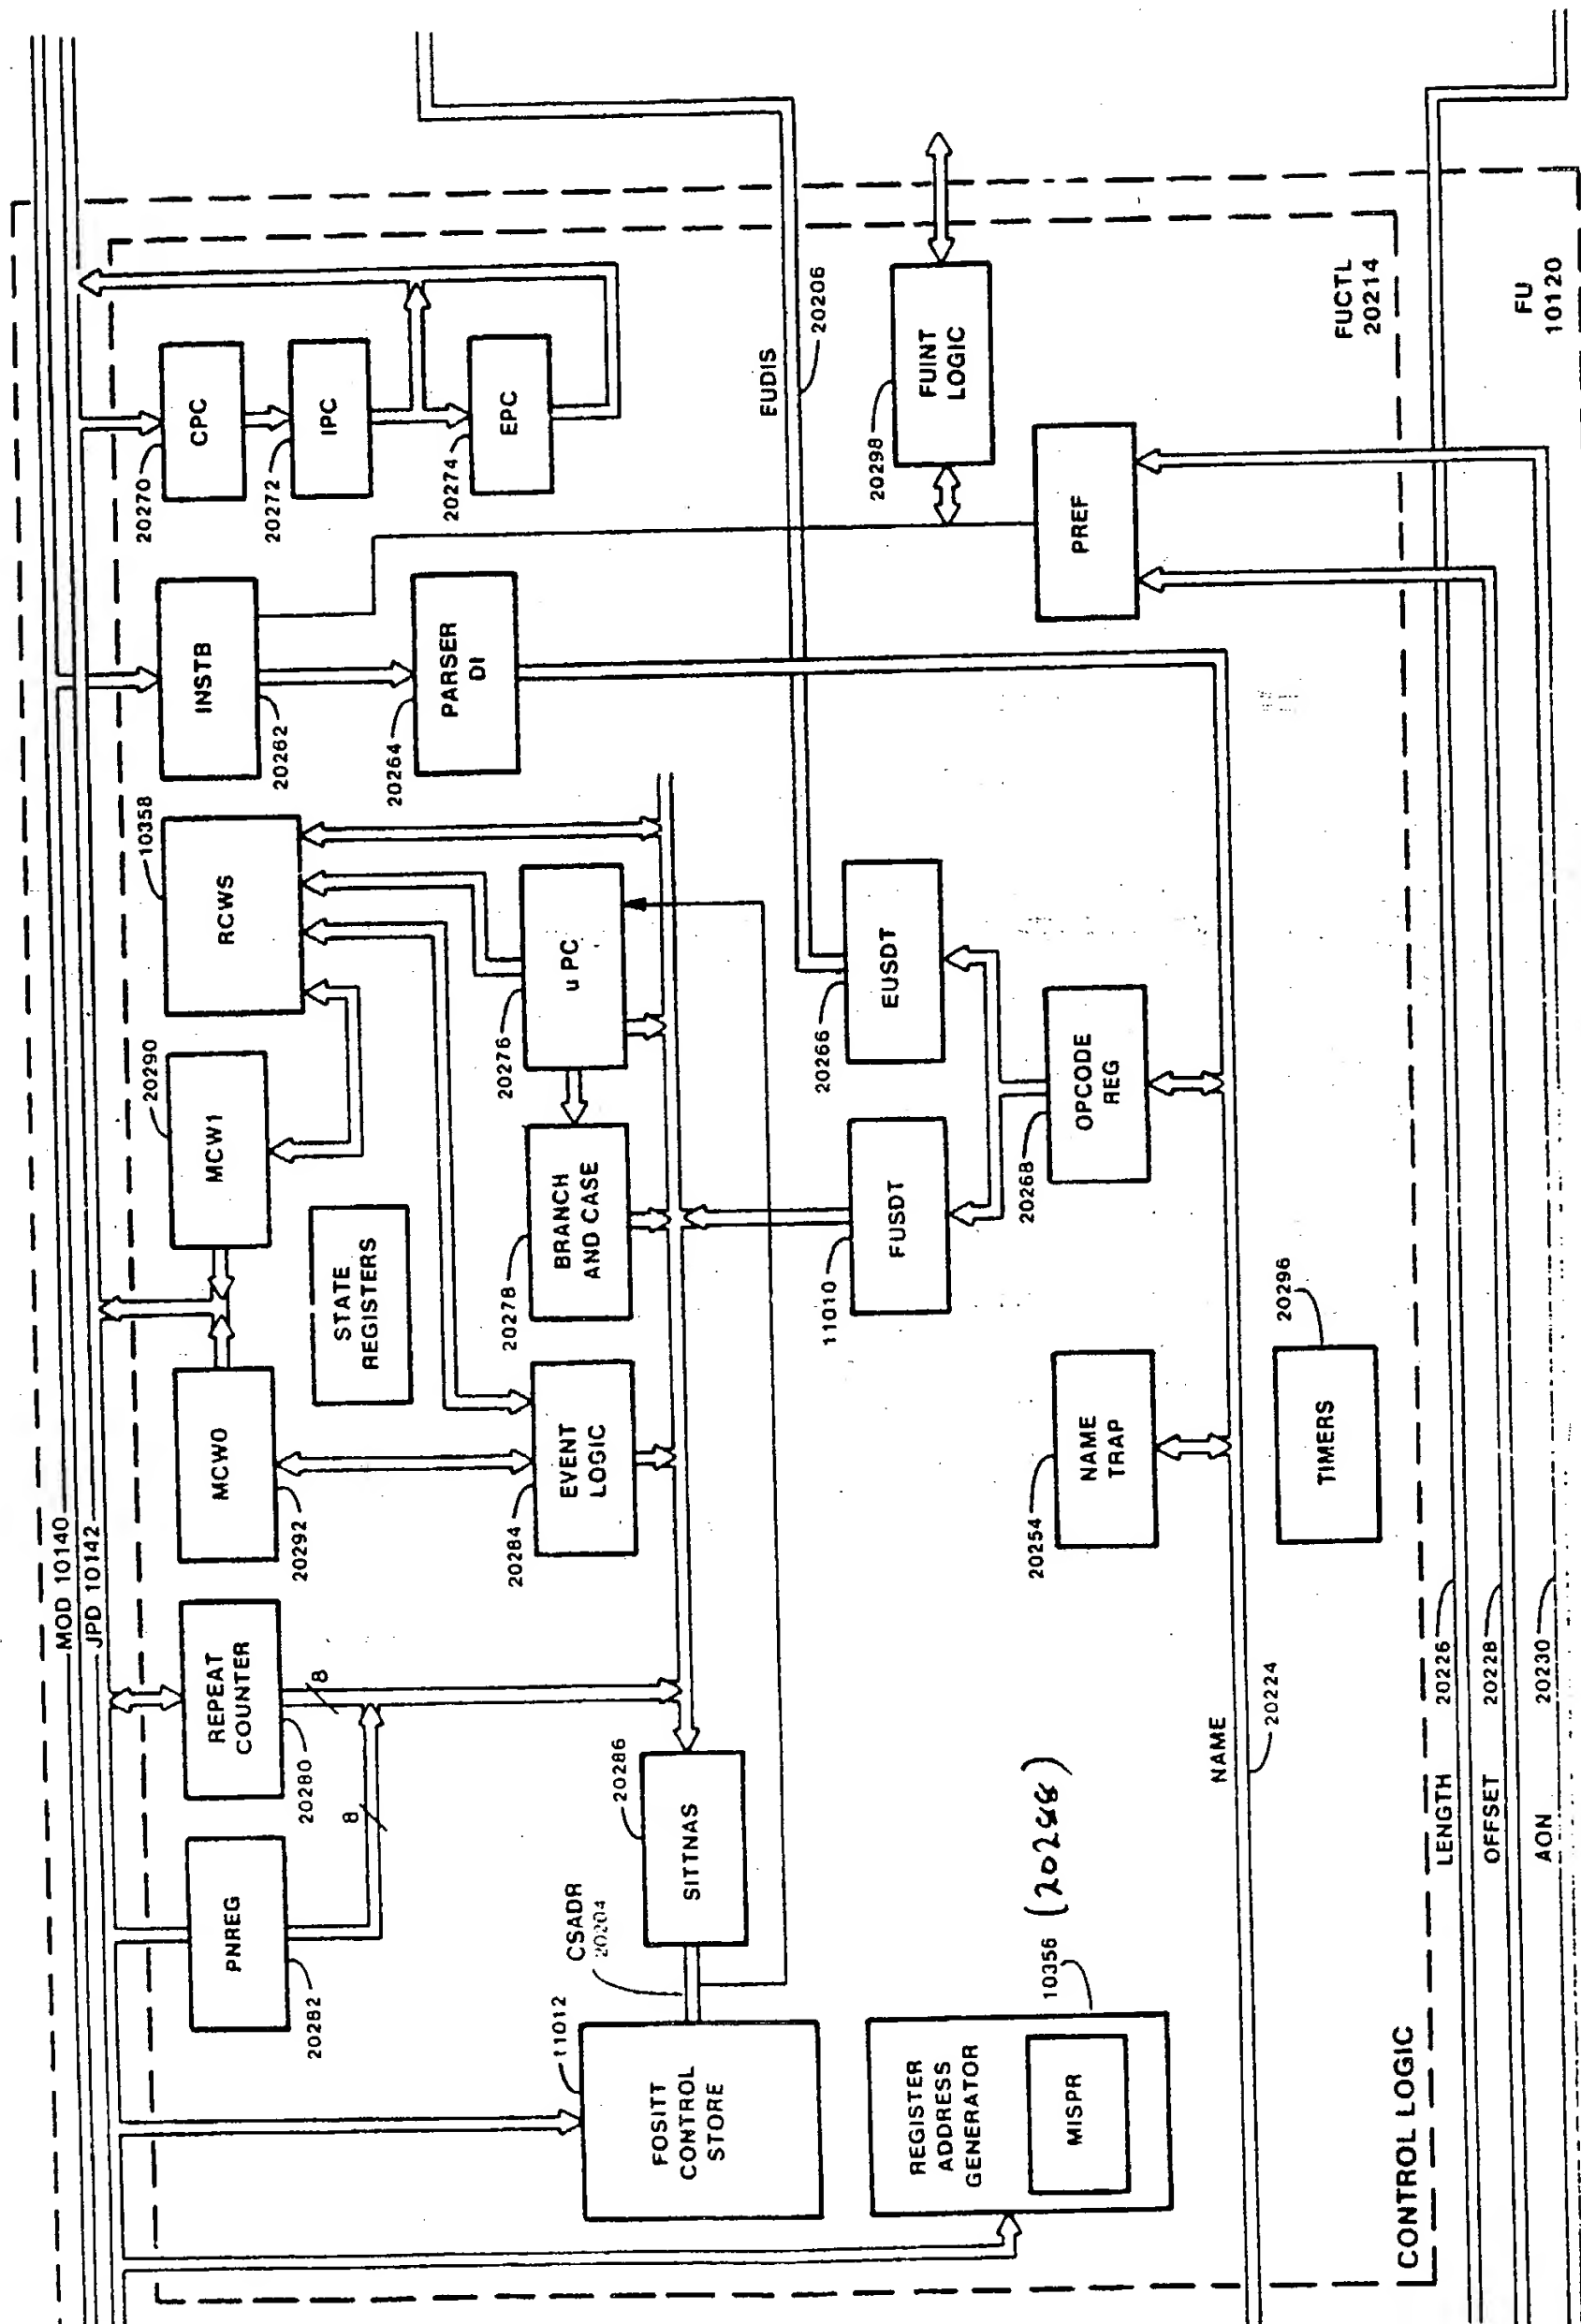 MOD 10140
JPD 10142
PNREG
20282
REPEAT
COUNTER
20280
8
8
MCW0
20292
MCW1
20290
STATE
REGISTERS
RCWS
10358
INSTB
20262
CPC
20270
IPC
20272
EPC
20274
PARSER
DI
20264
FOSITT
CONTROL
STORE
11012
CSADR
20204
SITTNAS
20286
EVENT
LOGIC
20284
BRANCH
AND CASE
20278
u PC
20276
FUDIS
20206
REGISTER
ADDRESS
GENERATOR
MISPR
10356 (20288)
FUSDT
11010
EUSDT
20266
FUINT
LOGIC
20298
NAME
TRAP
20254
OPCODE
REG
20268
PREF
NAME
20224
TIMERS
20296
CONTROL LOGIC
FUCTL
20214
LENGTH
20226
OFFSET
20228
AON
20230
FU
10120